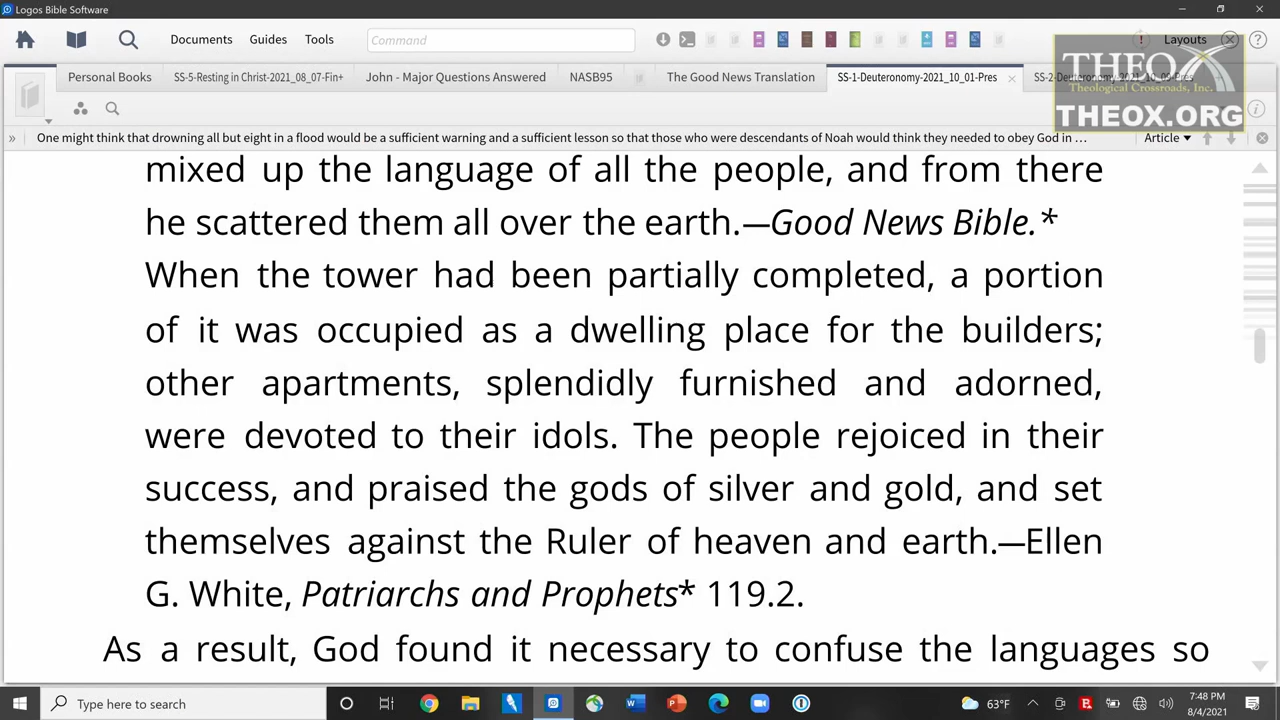 Logos Bible Software
Documents Guides Tools Command Layouts
Personal Books SS-5-Resting in Christ-2021_08_07-Fin+ John - Major Questions Answered NASB95 The Good News Translation SS-1-Deuteronomy-2021_10_01-Pres
THEOX
Theological Crossroads, Inc.
THEOX.ORG
» One might think that drowning all but eight in a flood would be a sufficient warning and a sufficient lesson so that those who were descendants of Noah would think they needed to obey God in … Article
mixed up the language of all the people, and from there
he scattered them all over the earth.—Good News Bible.*
When the tower had been partially completed, a portion
of it was occupied as a dwelling place for the builders;
other apartments, splendidly furnished and adorned,
were devoted to their idols. The people rejoiced in their
success, and praised the gods of silver and gold, and set
themselves against the Ruler of heaven and earth.—Ellen
G. White, Patriarchs and Prophets* 119.2.
As a result, God found it necessary to confuse the languages so
Type here to search
63°F
7:48 PM
8/4/2021